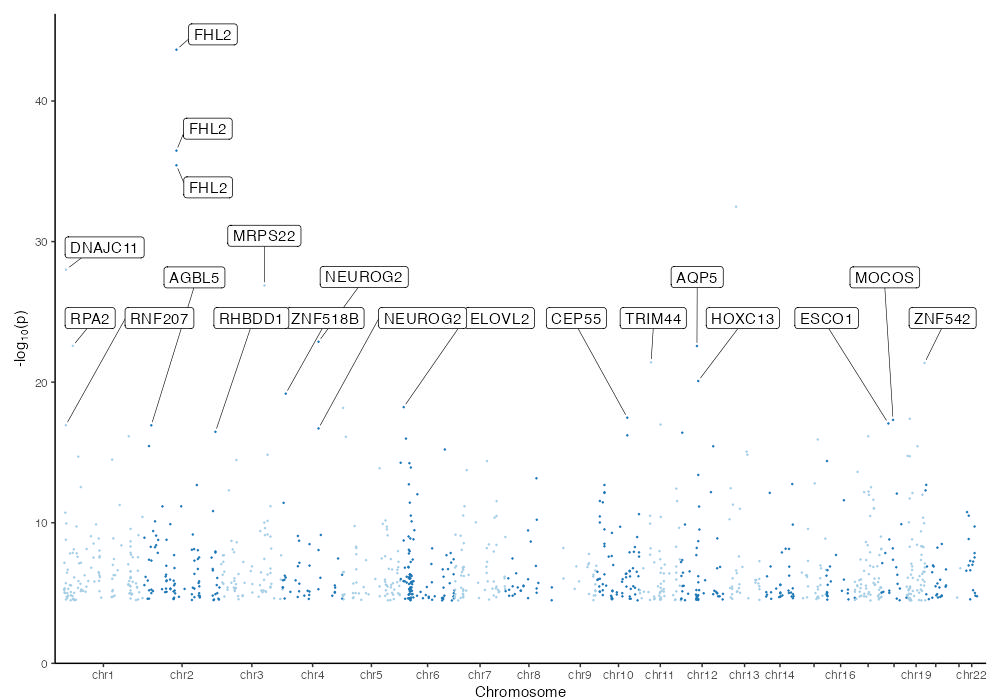 FHL2
40
FHL2
FHL2
MRPS22
30
DNAJC11
AGBL5
NEUROG2
AQP5
MOCOS
RPA2 RNF207 RHBDD1 ZNF518B NEUROG2 ELOVL2 CEP55 TRIM44 HOXC13 ESCO1 ZNF542
-log₁₀(p)
20
10
0
chr1 chr2 chr3 chr4 chr5 chr6 chr7 chr8 chr9 chr10 chr11 chr12 chr13 chr14 chr16 chr19 chr22
Chromosome